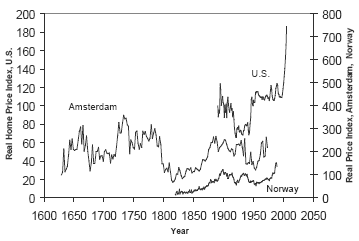 200
180
160
140
120
100
80
60
40
20
0
800
700
600
500
400
300
200
100
0
Real Home Price Index, U.S.
Real Price Index, Amsterdam, Norway
U.S.
Amsterdam
Norway
1600 1650 1700 1750 1800 1850 1900 1950 2000 2050
Year